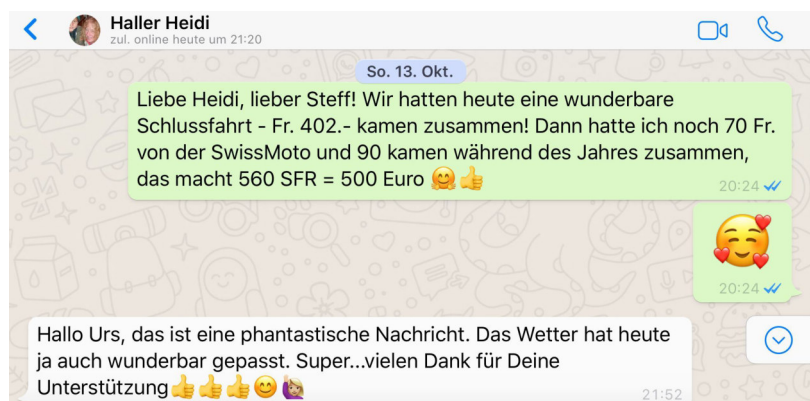 Haller Heidi
zul. online heute um 21:20
So. 13. Okt.
Liebe Heidi, lieber Steff! Wir hatten heute eine wunderbare
Schlussfahrt - Fr. 402.- kamen zusammen! Dann hatte ich noch 70 Fr.
von der SwissMoto und 90 kamen während des Jahres zusammen,
das macht 560 SFR = 500 Euro 🤗👍
20:24
🥰
20:24
Hallo Urs, das ist eine phantastische Nachricht. Das Wetter hat heute
ja auch wunderbar gepasst. Super...vielen Dank für Deine
Unterstützung👍👍👍😊🙋🏼‍♀️
21:52